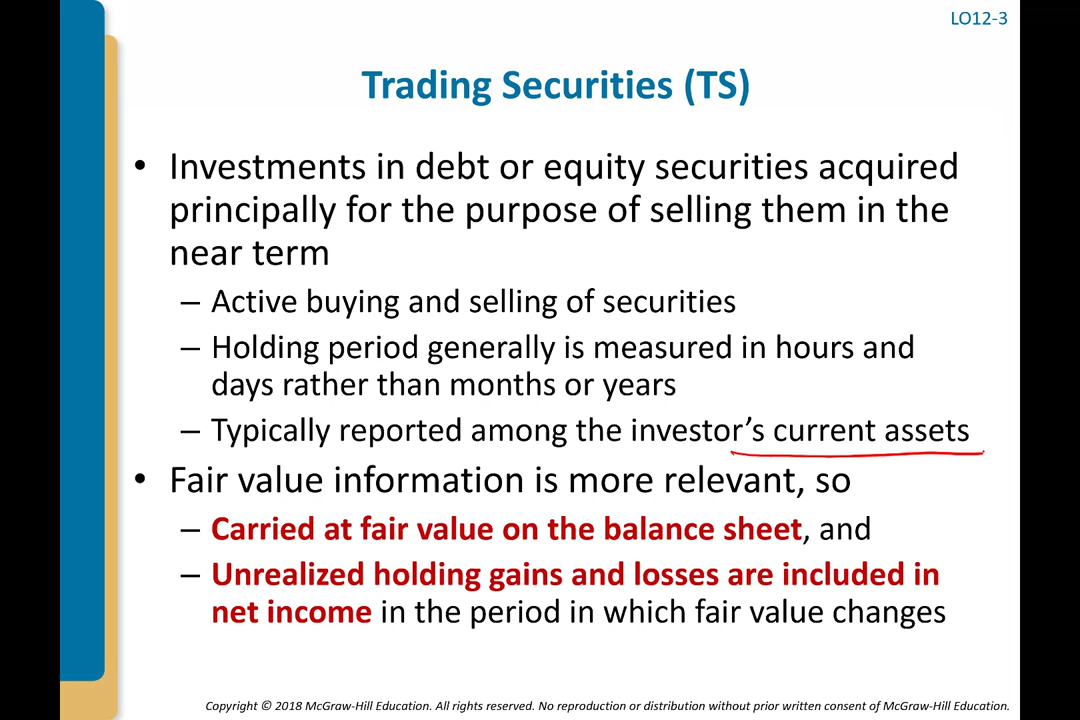 LO12-3
Trading Securities (TS)
• Investments in debt or equity securities acquired
principally for the purpose of selling them in the
near term
– Active buying and selling of securities
– Holding period generally is measured in hours and
days rather than months or years
– Typically reported among the investor’s current assets
• Fair value information is more relevant, so
– Carried at fair value on the balance sheet, and
– Unrealized holding gains and losses are included in
net income in the period in which fair value changes
Copyright © 2018 McGraw-Hill Education. All rights reserved. No reproduction or distribution without prior written consent of McGraw-Hill Education.